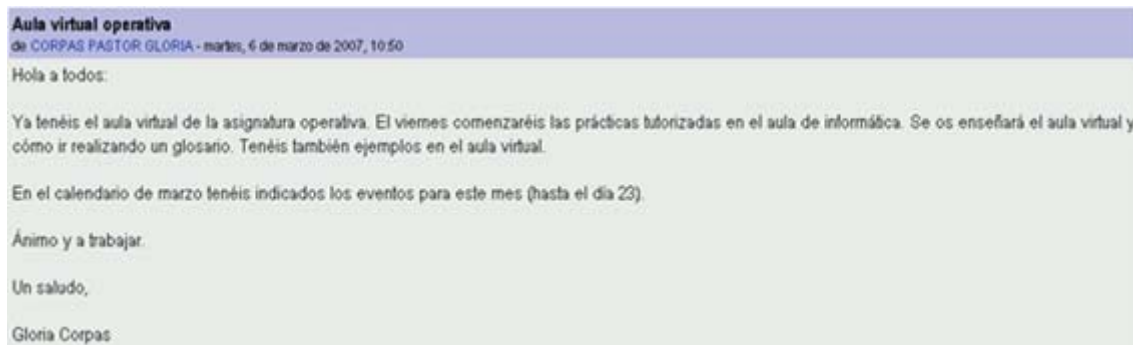 Aula virtual operativa
de CORPAS PASTOR GLORIA - martes, 6 de marzo de 2007, 10:50
Hola a todos:
Ya tenéis el aula virtual de la asignatura operativa. El viernes comenzaréis las prácticas tutorizadas en el aula de informática. Se os enseñará el aula virtual y
cómo ir realizando un glosario. Tenéis también ejemplos en el aula virtual.
En el calendario de marzo tenéis indicados los eventos para este mes (hasta el día 23).
Ánimo y a trabajar.
Un saludo,
Gloria Corpas